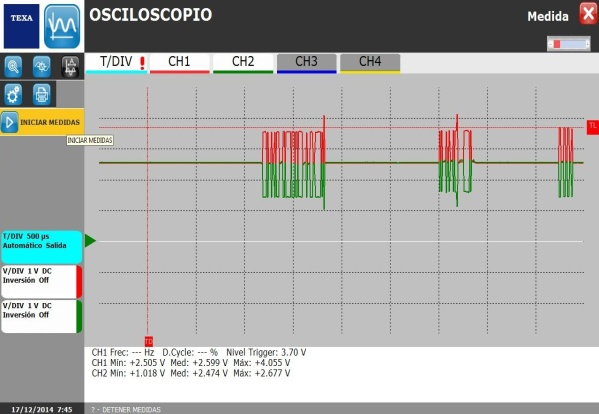 TEXA
OSCILOSCOPIO
Medida
T/DIV
CH1
CH2
CH3
CH4
INICIAR MEDIDAS
INICIAR MEDIDAS
TL
T/DIV 500 µs
Automático Salida
V/DIV 1 V DC
Inversión Off
V/DIV 1 V DC
Inversión Off
TD
CH1 Frec: --- Hz D.Cycle: --- % Nivel Trigger: 3.70 V
CH1 Mín: +2.505 V Med: +2.599 V Máx: +4.055 V
CH2 Mín: +1.018 V Med: +2.474 V Máx: +2.677 V
17/12/2014 7:45
? - DETENER MEDIDAS